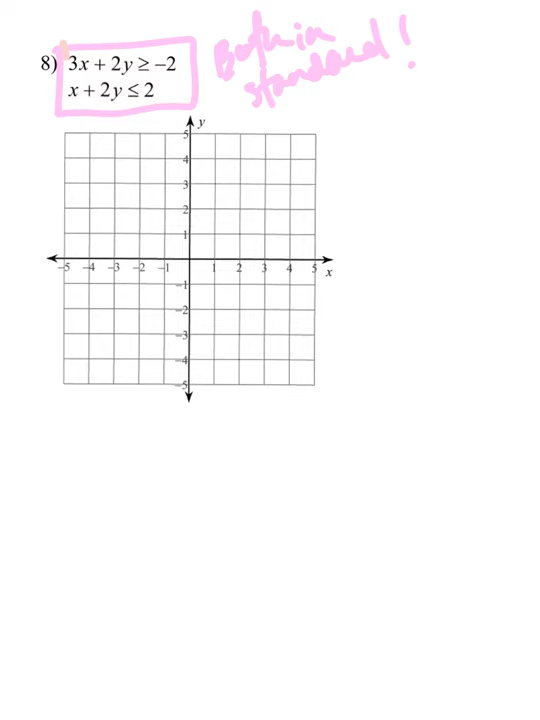 8) 3x + 2y ≥ −2
x + 2y ≤ 2
Both in
standard!
y
5
4
3
2
1
−5 −4 −3 −2 −1 1 2 3 4 5 x
−1
−2
−3
−4
−5